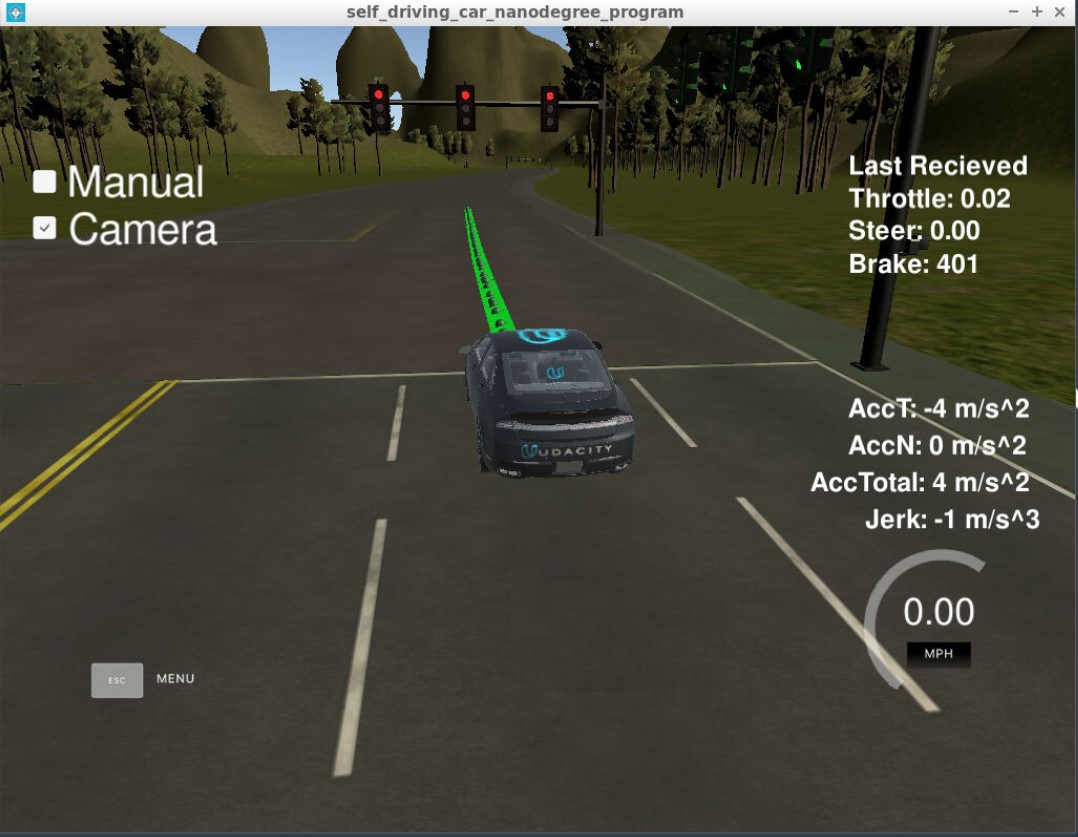 self_driving_car_nanodegree_program
Manual
Camera
Last Recieved
Throttle: 0.02
Steer: 0.00
Brake: 401
UDACITY
AccT: -4 m/s^2
AccN: 0 m/s^2
AccTotal: 4 m/s^2
Jerk: -1 m/s^3
0.00
MPH
ESC MENU